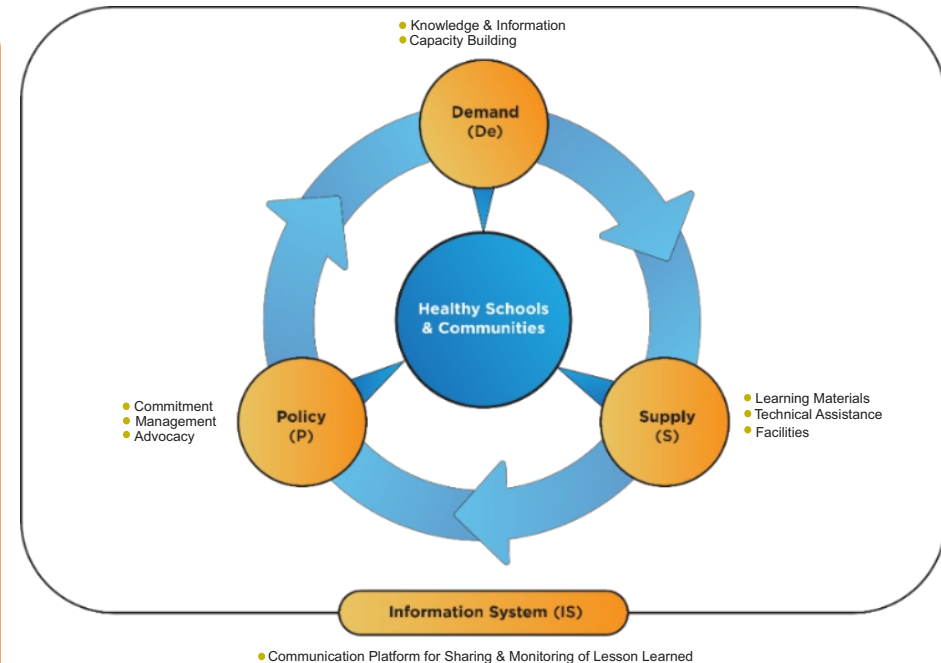 Knowledge & Information
Capacity Building
Demand
(De)
Healthy Schools
& Communities
Commitment
Management
Advocacy
Policy
(P)
Supply
(S)
Learning Materials
Technical Assistance
Facilities
Information System (IS)
Communication Platform for Sharing & Monitoring of Lesson Learned